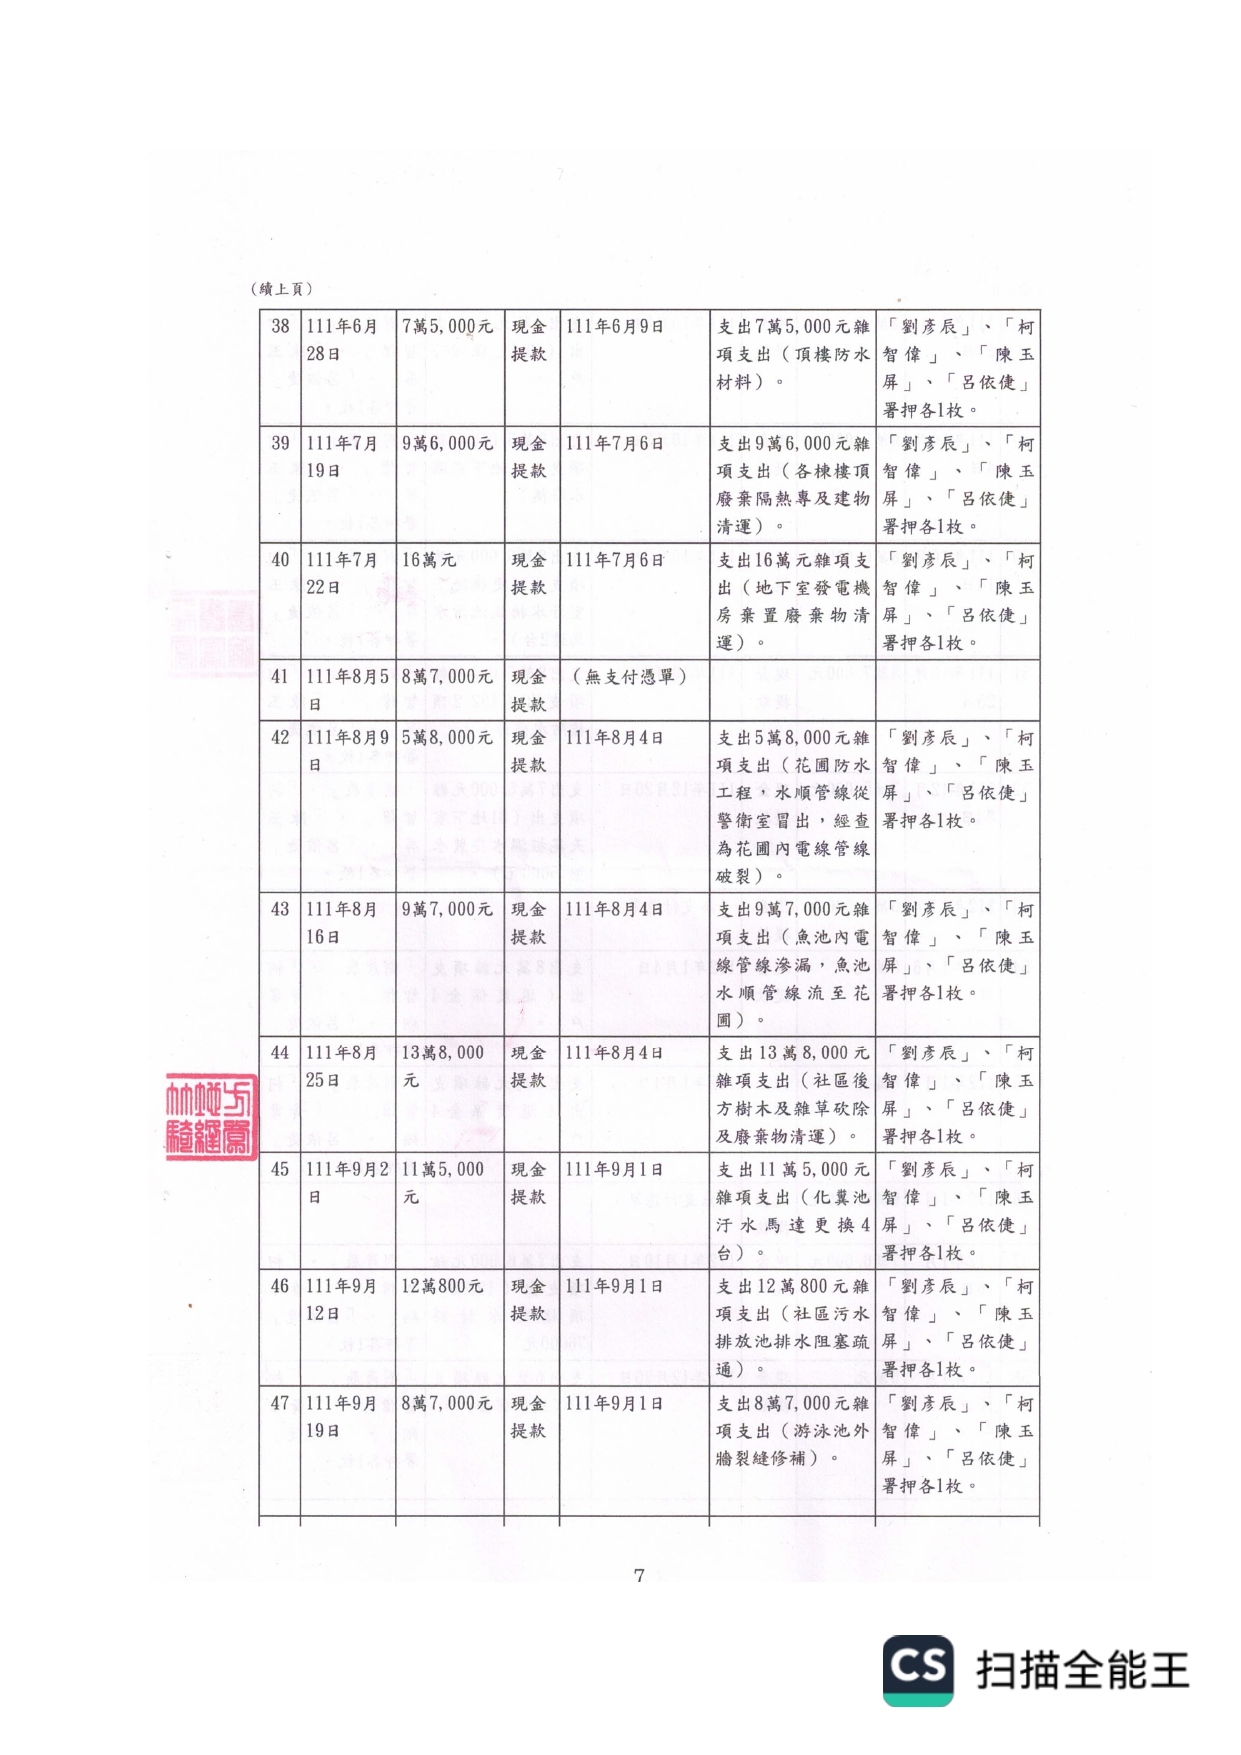 （續上頁）
38 111年6月28日 7萬5,000元 現金提款 111年6月9日 支出7萬5,000元雜項支出（頂樓防水材料）。 「劉彥辰」、「柯智偉」、「陳玉屏」、「呂依倢」署押各1枚。
39 111年7月19日 9萬6,000元 現金提款 111年7月6日 支出9萬6,000元雜項支出（各棟樓頂廢棄隔熱專及建物清運）。 「劉彥辰」、「柯智偉」、「陳玉屏」、「呂依倢」署押各1枚。
40 111年7月22日 16萬元 現金提款 111年7月6日 支出16萬元雜項支出（地下室發電機房棄置廢棄物清運）。 「劉彥辰」、「柯智偉」、「陳玉屏」、「呂依倢」署押各1枚。
41 111年8月5日 8萬7,000元 現金提款 （無支付憑單）
42 111年8月9日 5萬8,000元 現金提款 111年8月4日 支出5萬8,000元雜項支出（花圃防水工程，水順管線從警衛室冒出，經查為花圃內電線管線破裂）。 「劉彥辰」、「柯智偉」、「陳玉屏」、「呂依倢」署押各1枚。
43 111年8月16日 9萬7,000元 現金提款 111年8月4日 支出9萬7,000元雜項支出（魚池內電線管線滲漏，魚池水順管線流至花圃）。 「劉彥辰」、「柯智偉」、「陳玉屏」、「呂依倢」署押各1枚。
44 111年8月25日 13萬8,000元 現金提款 111年8月4日 支出13萬8,000元雜項支出（社區後方樹木及雜草砍除及廢棄物清運）。 「劉彥辰」、「柯智偉」、「陳玉屏」、「呂依倢」署押各1枚。
45 111年9月2日 11萬5,000元 現金提款 111年9月1日 支出11萬5,000元雜項支出（化糞池汙水馬達更換4台）。 「劉彥辰」、「柯智偉」、「陳玉屏」、「呂依倢」署押各1枚。
46 111年9月12日 12萬800元 現金提款 111年9月1日 支出12萬800元雜項支出（社區污水排放池排水阻塞疏通）。 「劉彥辰」、「柯智偉」、「陳玉屏」、「呂依倢」署押各1枚。
47 111年9月19日 8萬7,000元 現金提款 111年9月1日 支出8萬7,000元雜項支出（游泳池外牆裂縫修補）。 「劉彥辰」、「柯智偉」、「陳玉屏」、「呂依倢」署押各1枚。
7
CS 扫描全能王